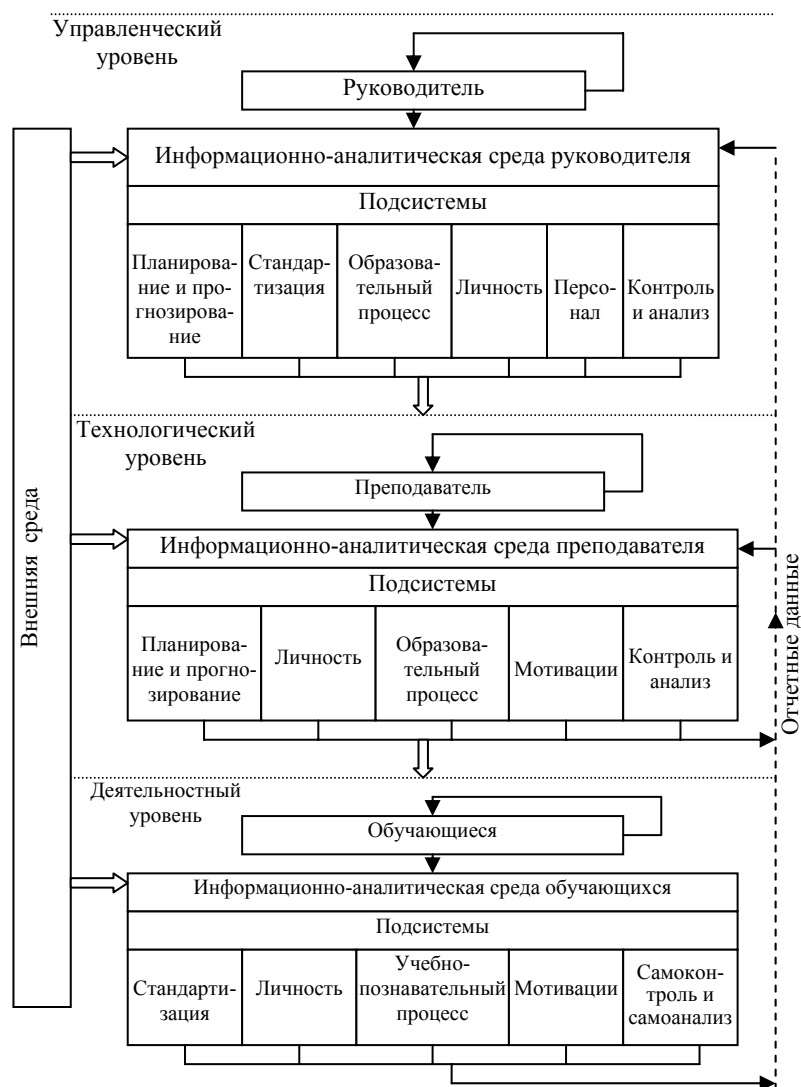 Управленческий
уровень
Руководитель
Информационно-аналитическая среда руководителя
Подсистемы
Планирова-
ние и про-
гнозирова-
ние
Стандар-
тизация
Образова-
тельный
процесс
Личность
Персо-
нал
Контроль
и анализ
Внешняя среда
Технологический
уровень
Преподаватель
Информационно-аналитическая среда преподавателя
Подсистемы
Планирова-
ние и прогно-
зирование
Личность
Образова-
тельный
процесс
Мотивации
Контроль и
анализ
Отчетные данные
Деятельностный
уровень
Обучающиеся
Информационно-аналитическая среда обучающихся
Подсистемы
Стандарти-
зация
Личность
Учебно-
познавательный
процесс
Мотивации
Самокон-
троль и
самоанализ